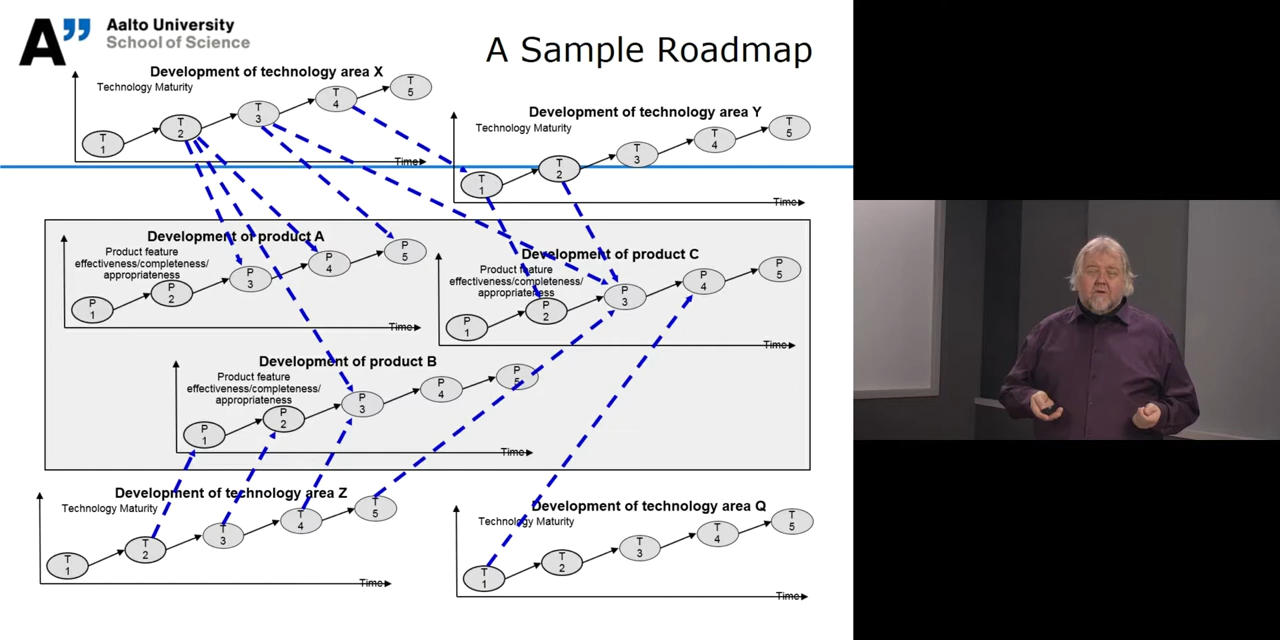 A”
Aalto University
School of Science
A Sample Roadmap
Development of technology area X
Technology Maturity
T
1
T
2
T
3
T
4
T
5
Time
Development of technology area Y
Technology Maturity
T
1
T
2
T
3
T
4
T
5
Time
Development of product A
Product feature
effectiveness/completeness/
appropriateness
P
1
P
2
P
3
P
4
P
5
Time
Development of product C
Product feature
effectiveness/completeness/
appropriateness
P
1
P
2
P
3
P
4
P
5
Time
Development of product B
Product feature
effectiveness/completeness/
appropriateness
P
1
P
2
P
3
P
4
P
5
Time
Development of technology area Z
Technology Maturity
T
1
T
2
T
3
T
4
T
5
Time
Development of technology area Q
Technology Maturity
T
1
T
2
T
3
T
4
T
5
Time